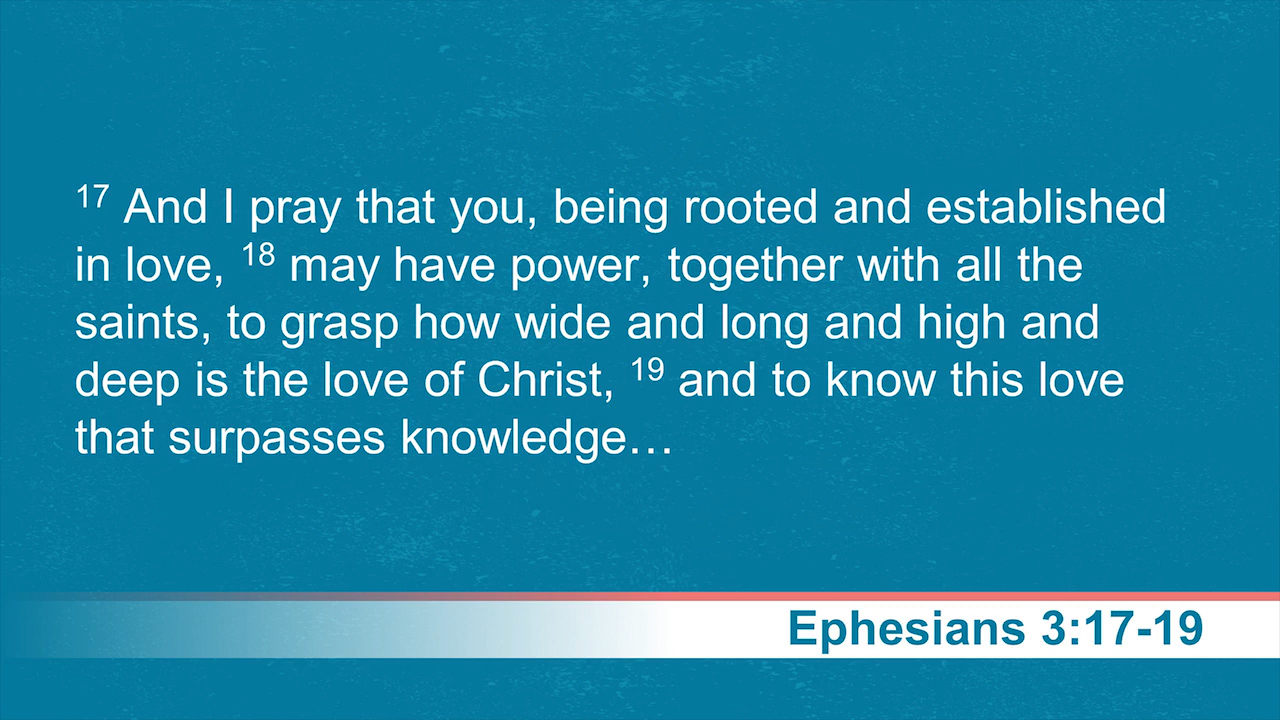 17 And I pray that you, being rooted and established
in love, 18 may have power, together with all the
saints, to grasp how wide and long and high and
deep is the love of Christ, 19 and to know this love
that surpasses knowledge…
Ephesians 3:17-19